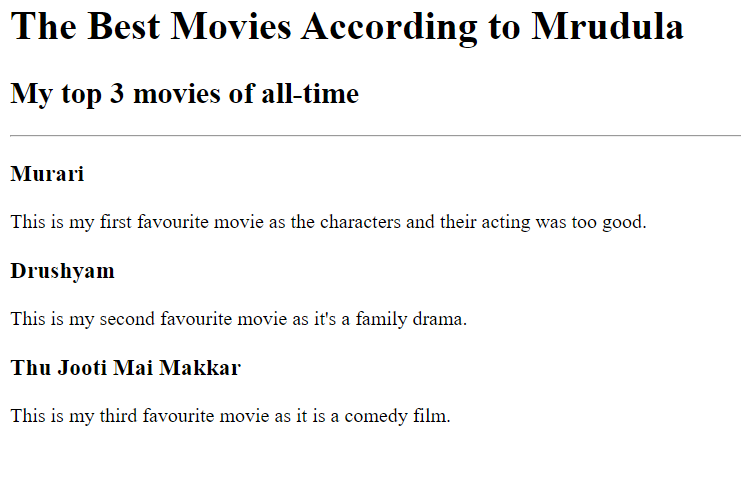 The Best Movies According to Mrudula
My top 3 movies of all-time
Murari
This is my first favourite movie as the characters and their acting was too good.
Drushyam
This is my second favourite movie as it's a family drama.
Thu Jooti Mai Makkar
This is my third favourite movie as it is a comedy film.